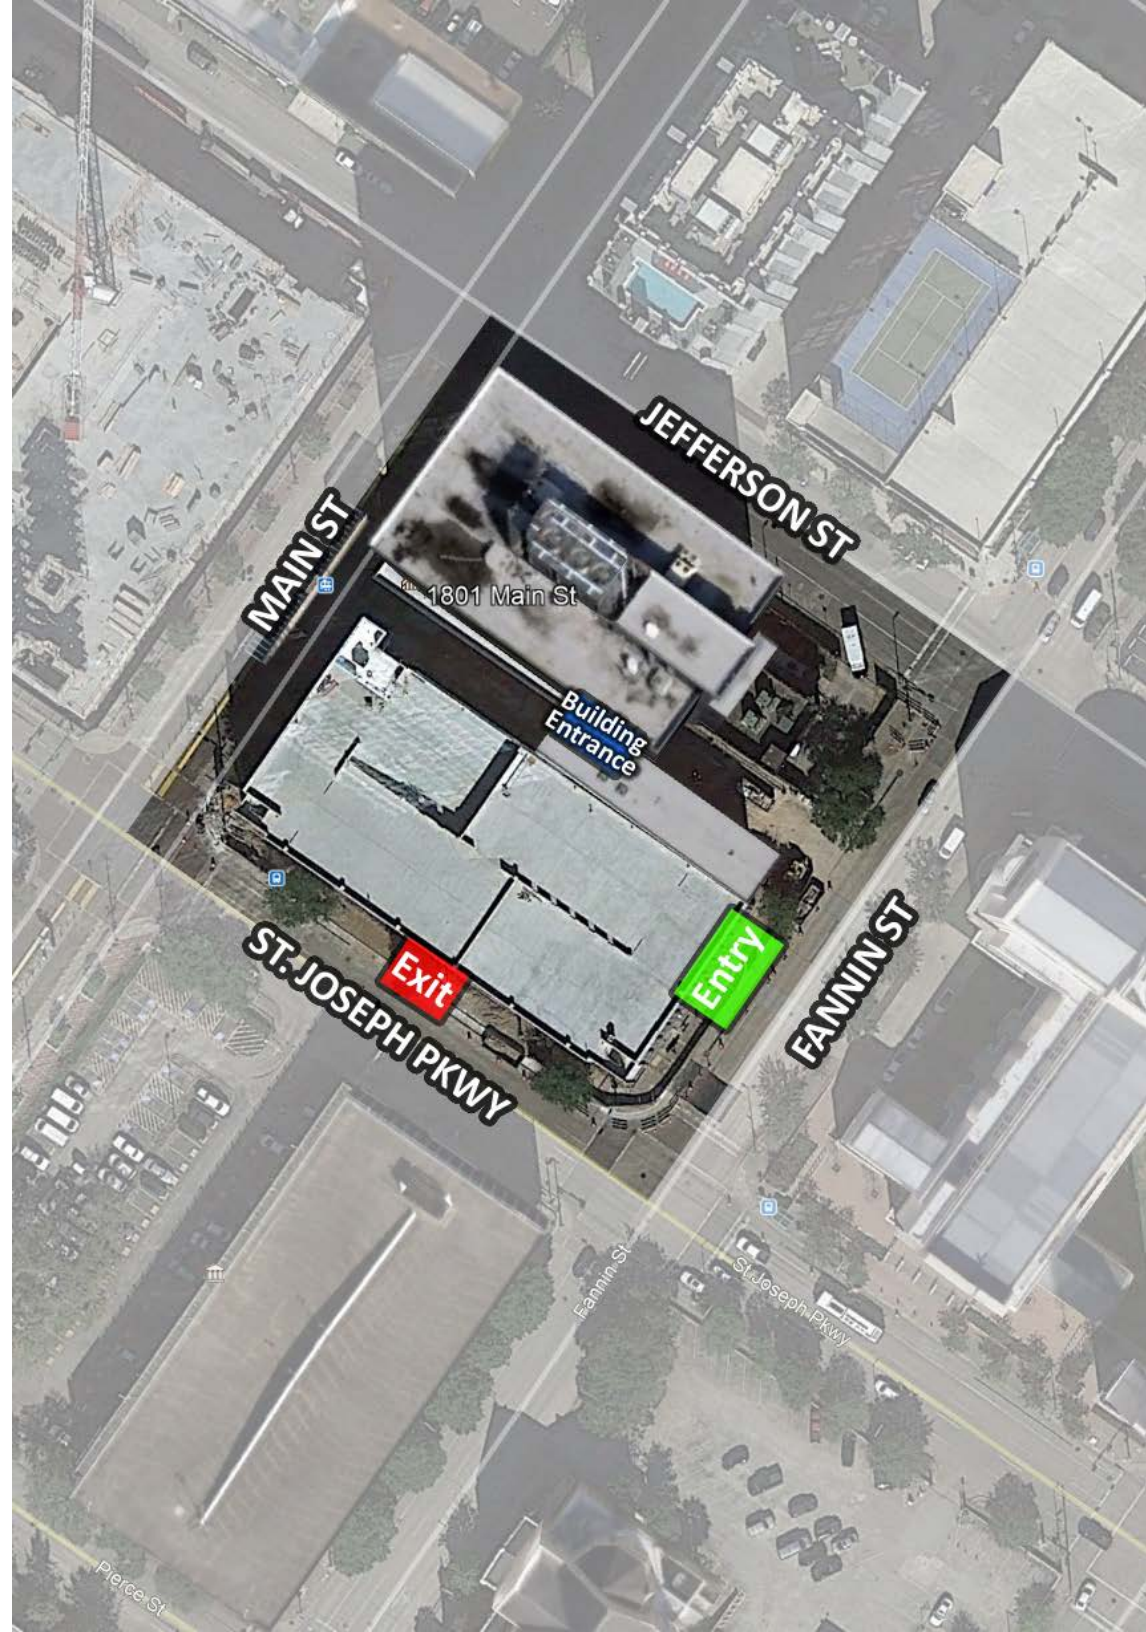 JEFFERSON ST
MAIN ST
1801 Main St
Building
Entrance
Entry
Exit
FANNIN ST
ST. JOSEPH PKWY
Fannin St
St Joseph Pkwy
Pierce St